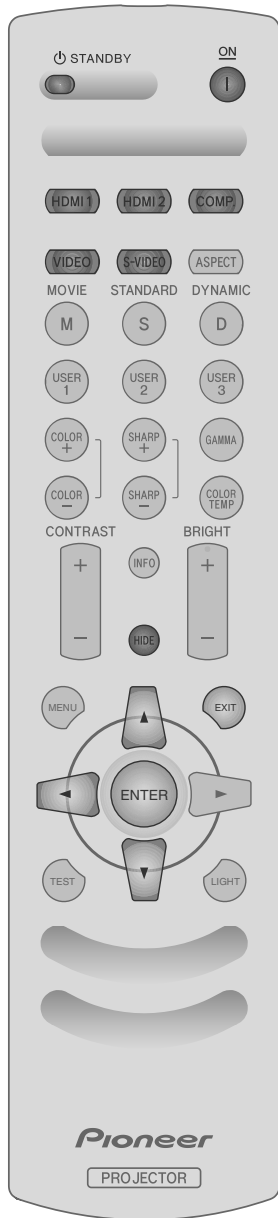 ON
⏻ STANDBY
I
HDMI 1 HDMI 2 COMP.
VIDEO S-VIDEO ASPECT
MOVIE STANDARD DYNAMIC
M S D
USER 1 USER 2 USER 3
COLOR + SHARP + GAMMA
COLOR – SHARP – COLOR TEMP
CONTRAST BRIGHT
+ INFO +
– HIDE –
MENU EXIT
ENTER
TEST LIGHT
Pioneer
PROJECTOR